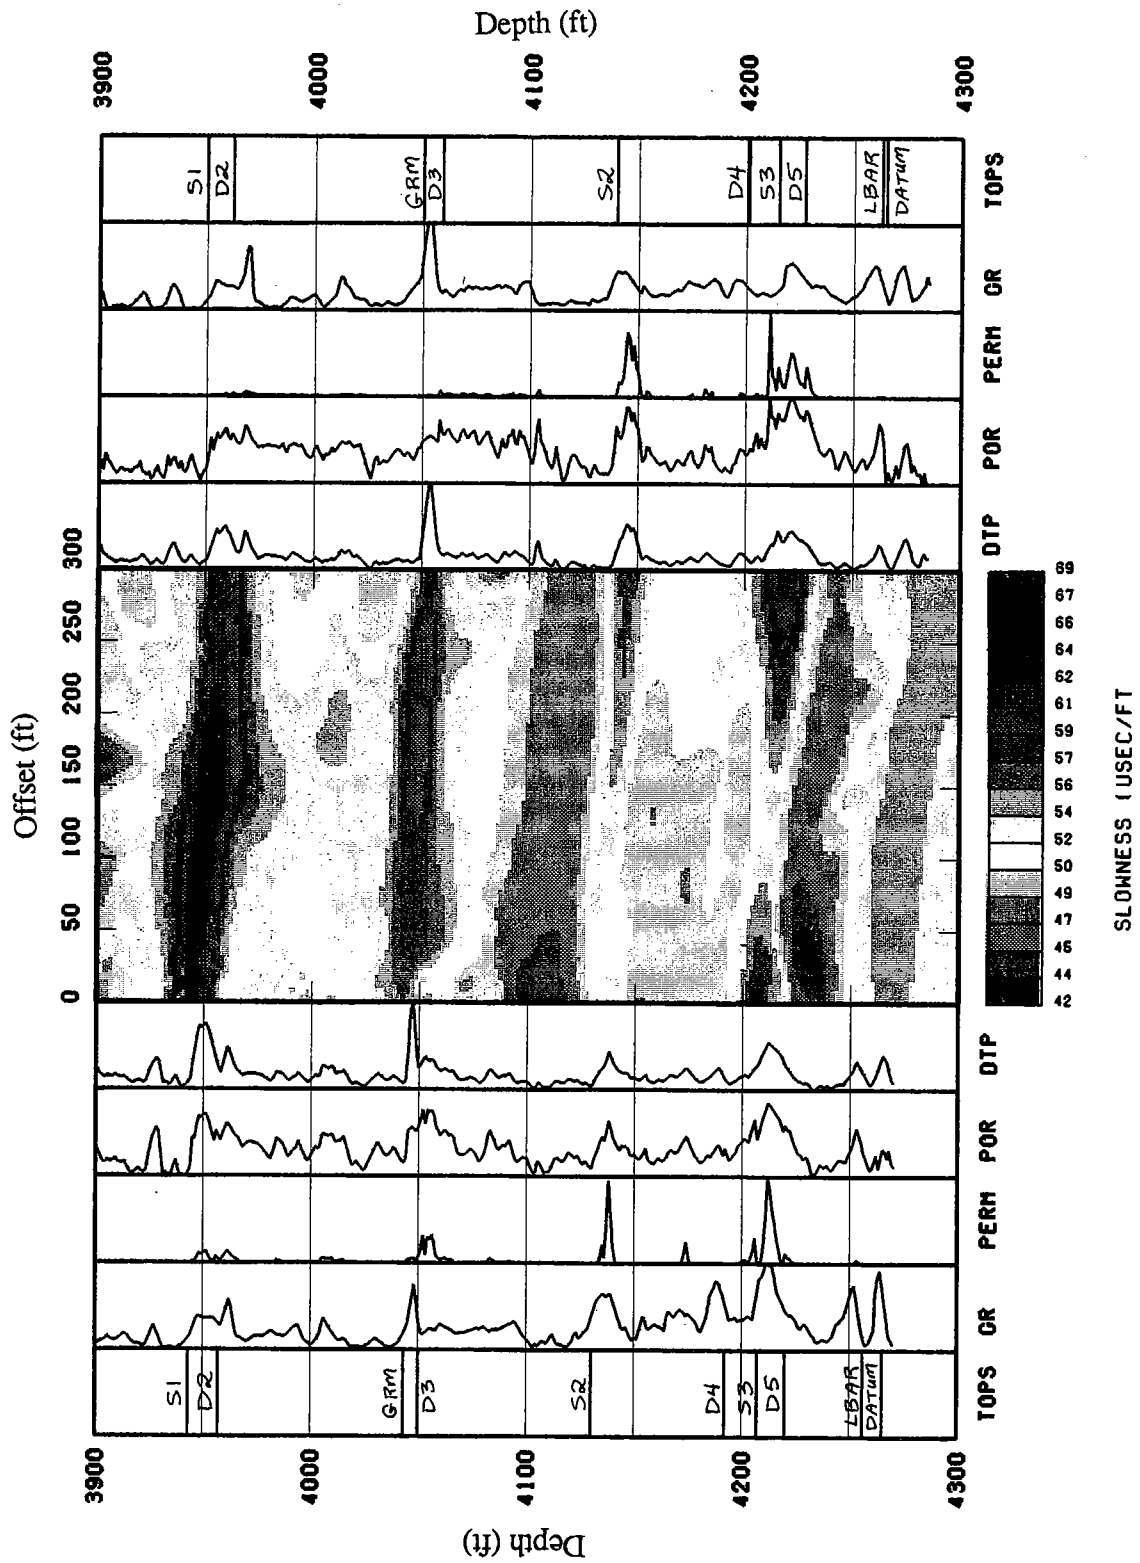 Depth (ft)
3900
4000
4100
4200
4300
S1
D2
GRM
D3
S2
D4
S3
D5
LBAR
DATUM
TOPS
GR
PERM
POR
DTP
Offset (ft)
0
50
100
150
200
250
300
69
67
66
64
62
61
59
57
56
54
52
50
49
47
45
44
42
SLOWNESS (USEC/FT
DTP
POR
PERM
GR
TOPS
S1
D2
GRM
D3
S2
D4
S3
D5
LBAR
DATUM
3900
4000
4100
4200
4300
Depth (ft)